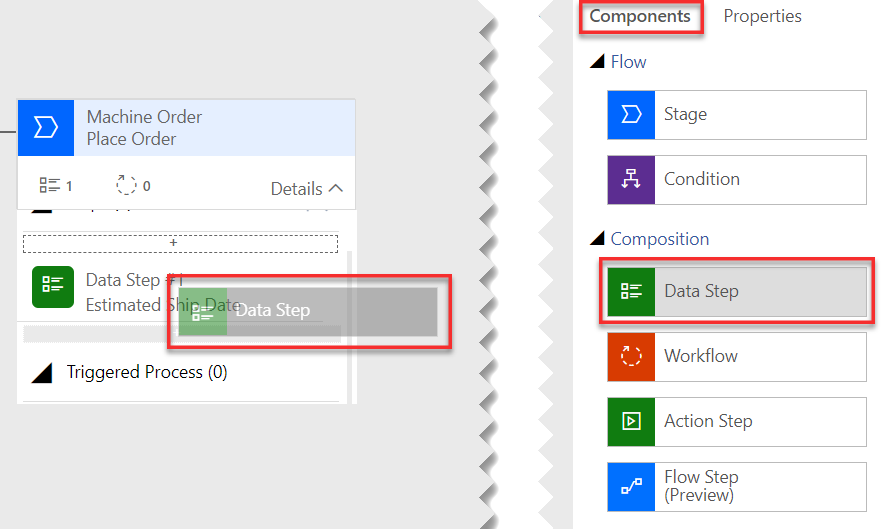 Components
Properties
Flow
Stage
Condition
Composition
Data Step
Workflow
Action Step
Flow Step
(Preview)
Machine Order
Place Order
1
0
Details
+
Data Step #1
Estimated Ship Date
Data Step
Triggered Process (0)